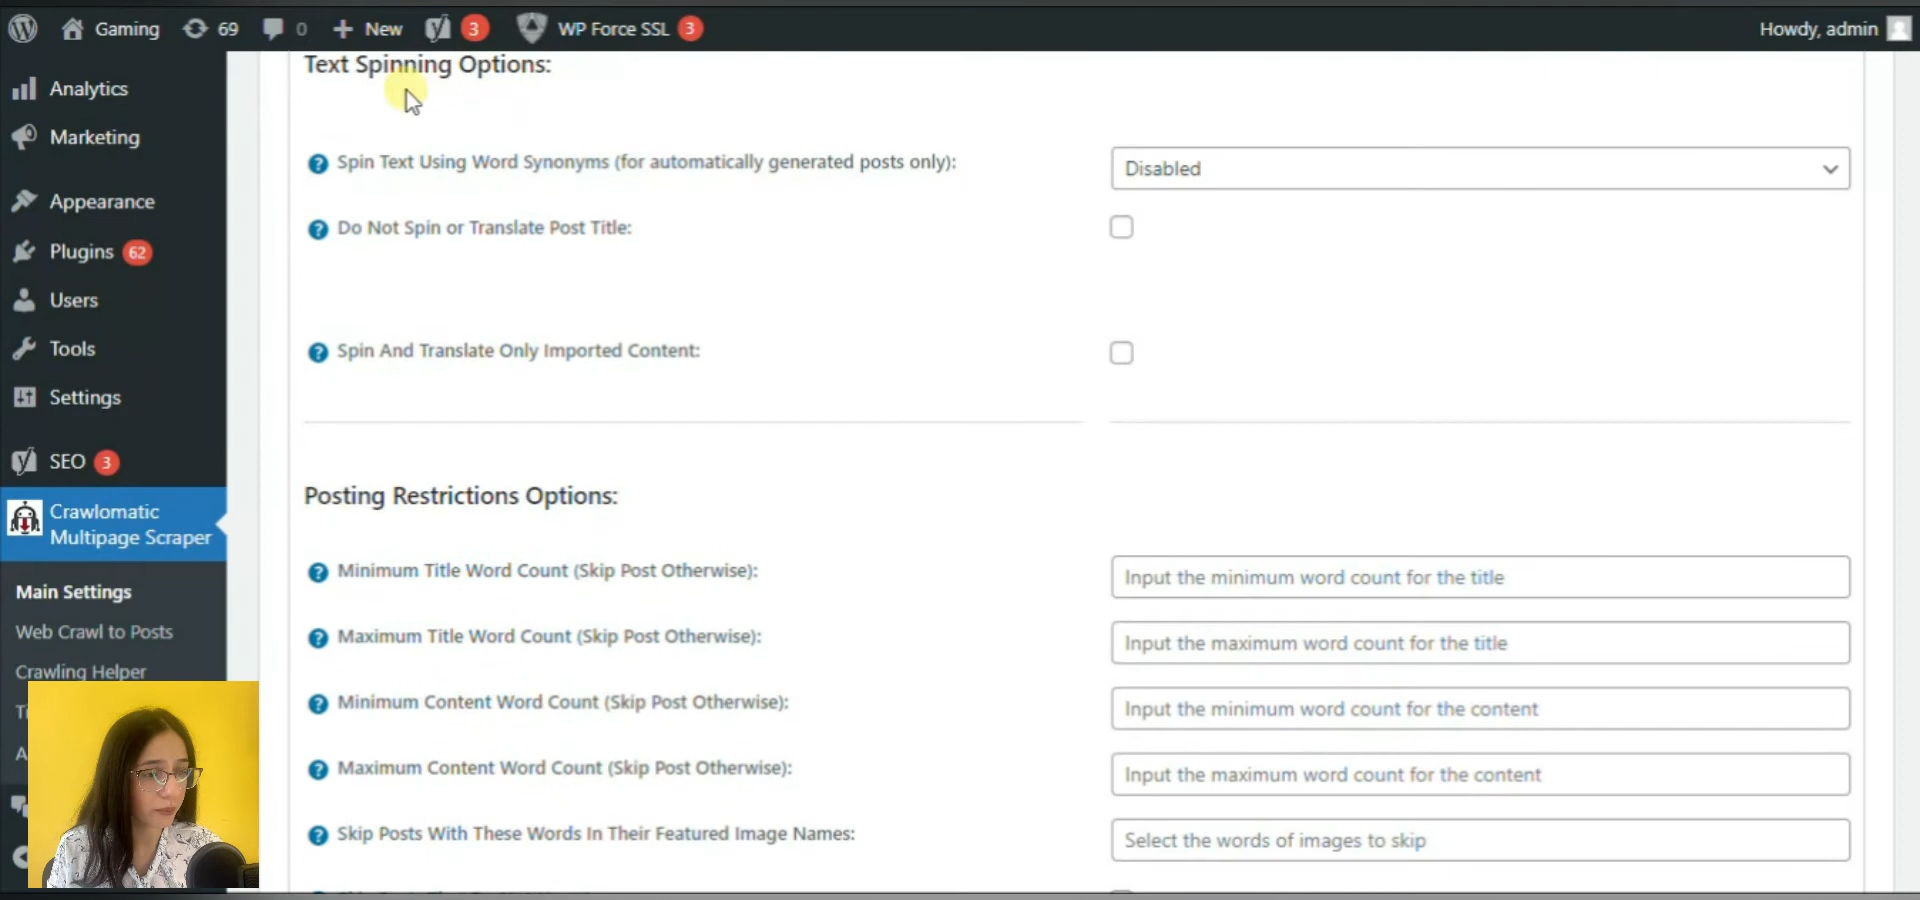 Gaming
69
0
New
3
WP Force SSL
3
Howdy, admin
Analytics
Marketing
Appearance
Plugins 62
Users
Tools
Settings
SEO 3
Crawlomatic
Multipage Scraper
Main Settings
Web Crawl to Posts
Crawling Helper
Text Spinning Options:
Spin Text Using Word Synonyms (for automatically generated posts only):
Disabled
Do Not Spin or Translate Post Title:
Spin And Translate Only Imported Content:
Posting Restrictions Options:
Minimum Title Word Count (Skip Post Otherwise):
Input the minimum word count for the title
Maximum Title Word Count (Skip Post Otherwise):
Input the maximum word count for the title
Minimum Content Word Count (Skip Post Otherwise):
Input the minimum word count for the content
Maximum Content Word Count (Skip Post Otherwise):
Input the maximum word count for the content
Skip Posts With These Words In Their Featured Image Names:
Select the words of images to skip